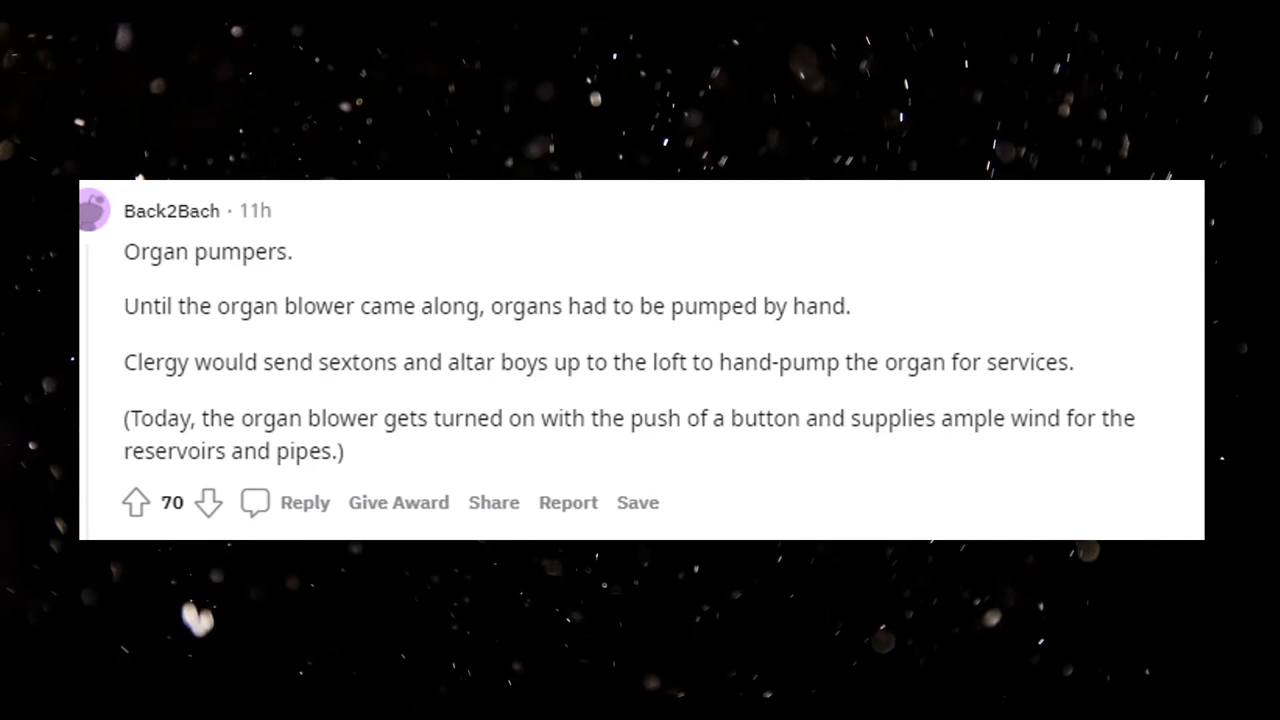 Back2Bach · 11h
Organ pumpers.
Until the organ blower came along, organs had to be pumped by hand.
Clergy would send sextons and altar boys up to the loft to hand-pump the organ for services.
(Today, the organ blower gets turned on with the push of a button and supplies ample wind for the
reservoirs and pipes.)
70 Reply Give Award Share Report Save